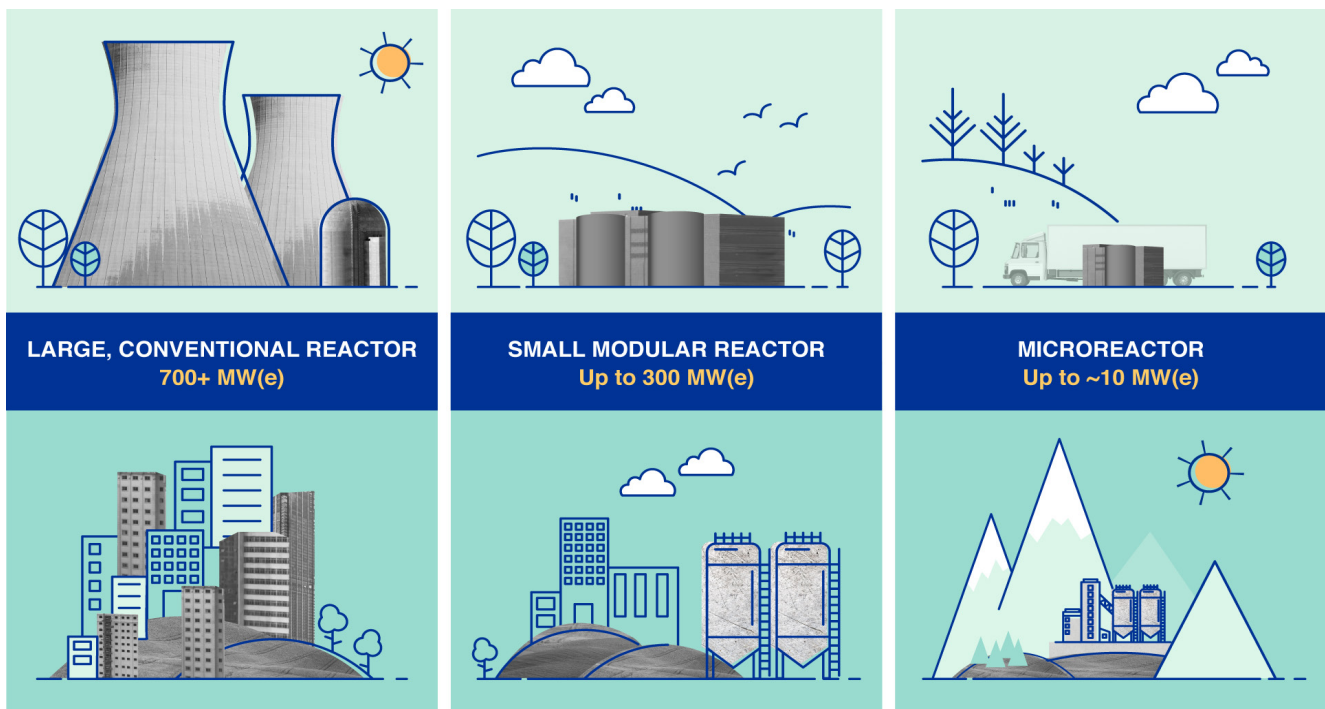 LARGE, CONVENTIONAL REACTOR
700+ MW(e)
SMALL MODULAR REACTOR
Up to 300 MW(e)
MICROREACTOR
Up to ~10 MW(e)